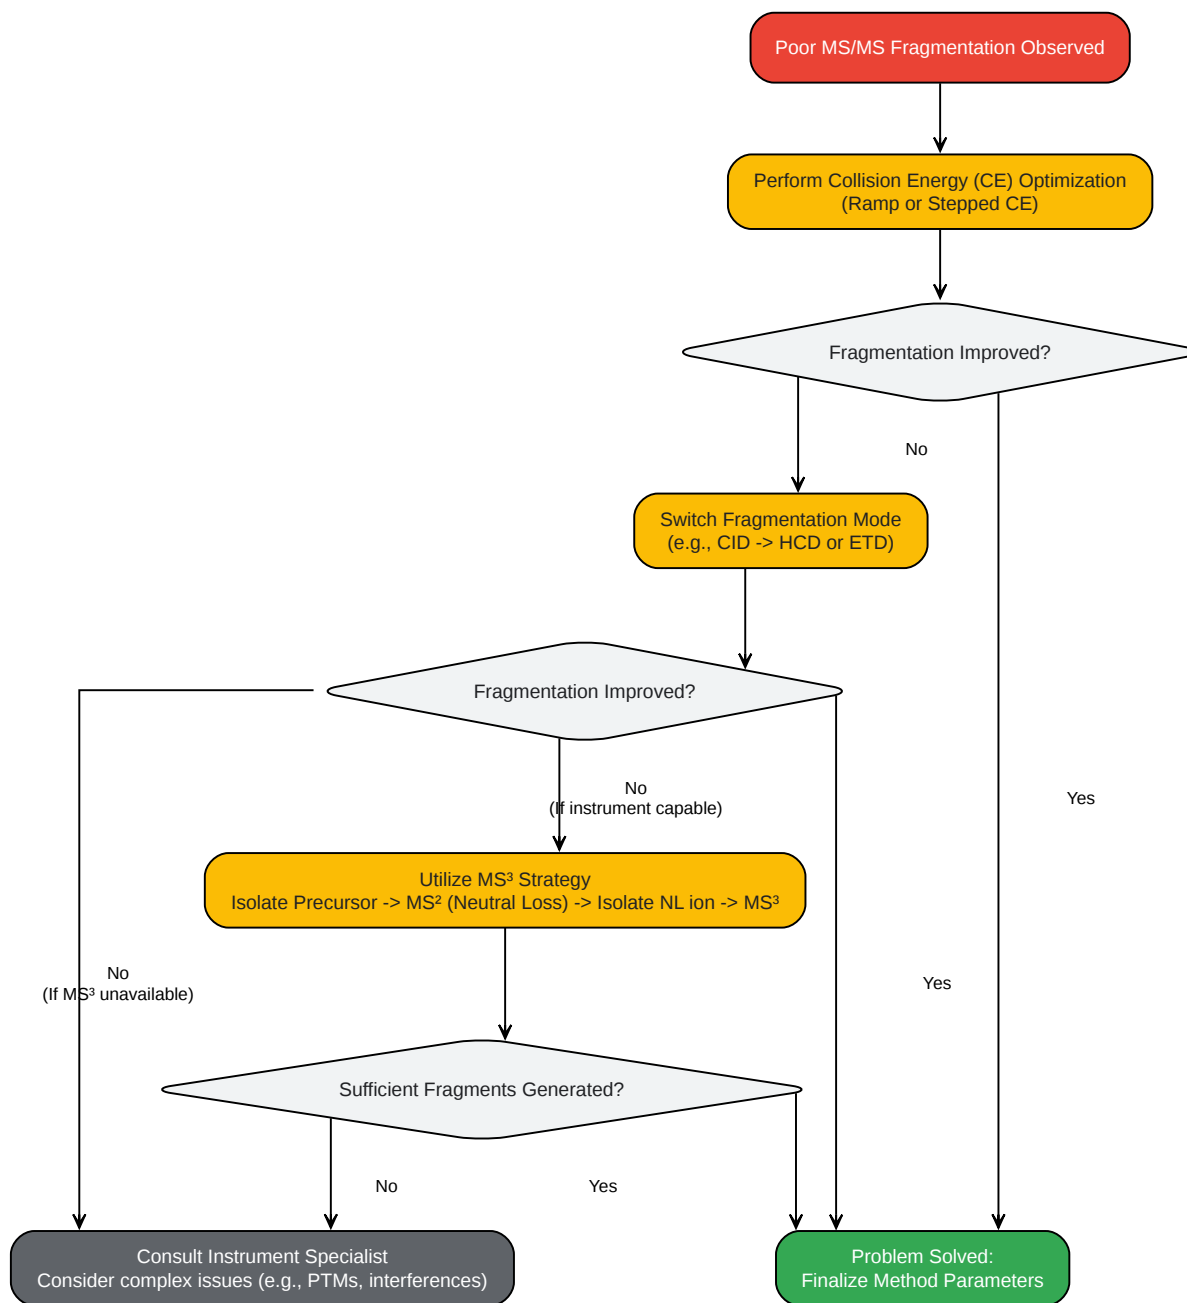 Poor MS/MS Fragmentation Observed
Perform Collision Energy (CE) Optimization
(Ramp or Stepped CE)
Fragmentation Improved?
No
Switch Fragmentation Mode
(e.g., CID -> HCD or ETD)
Fragmentation Improved?
No
(If instrument capable)
Yes
Utilize MS³ Strategy
Isolate Precursor -> MS² (Neutral Loss) -> Isolate NL ion -> MS³
No
(If MS³ unavailable)
Yes
Sufficient Fragments Generated?
No
Yes
Consult Instrument Specialist
Consider complex issues (e.g., PTMs, interferences)
Problem Solved:
Finalize Method Parameters